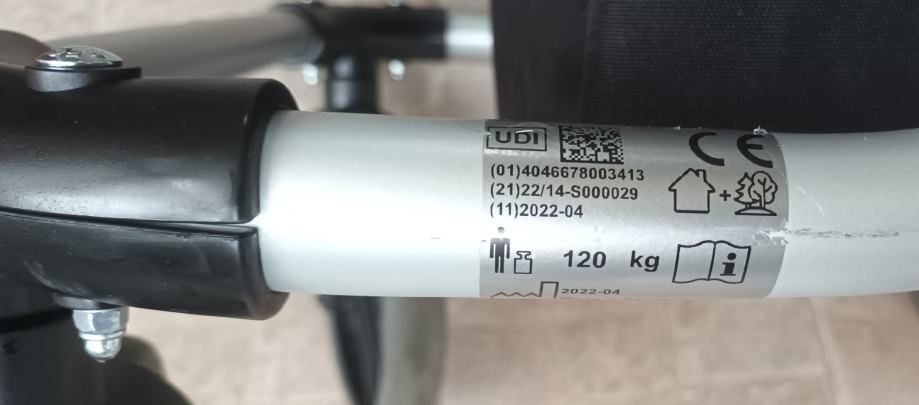 UDI
CE
(01)4046678003413
(21)22/14-S000029
(11)2022-04
120 kg
2022-04